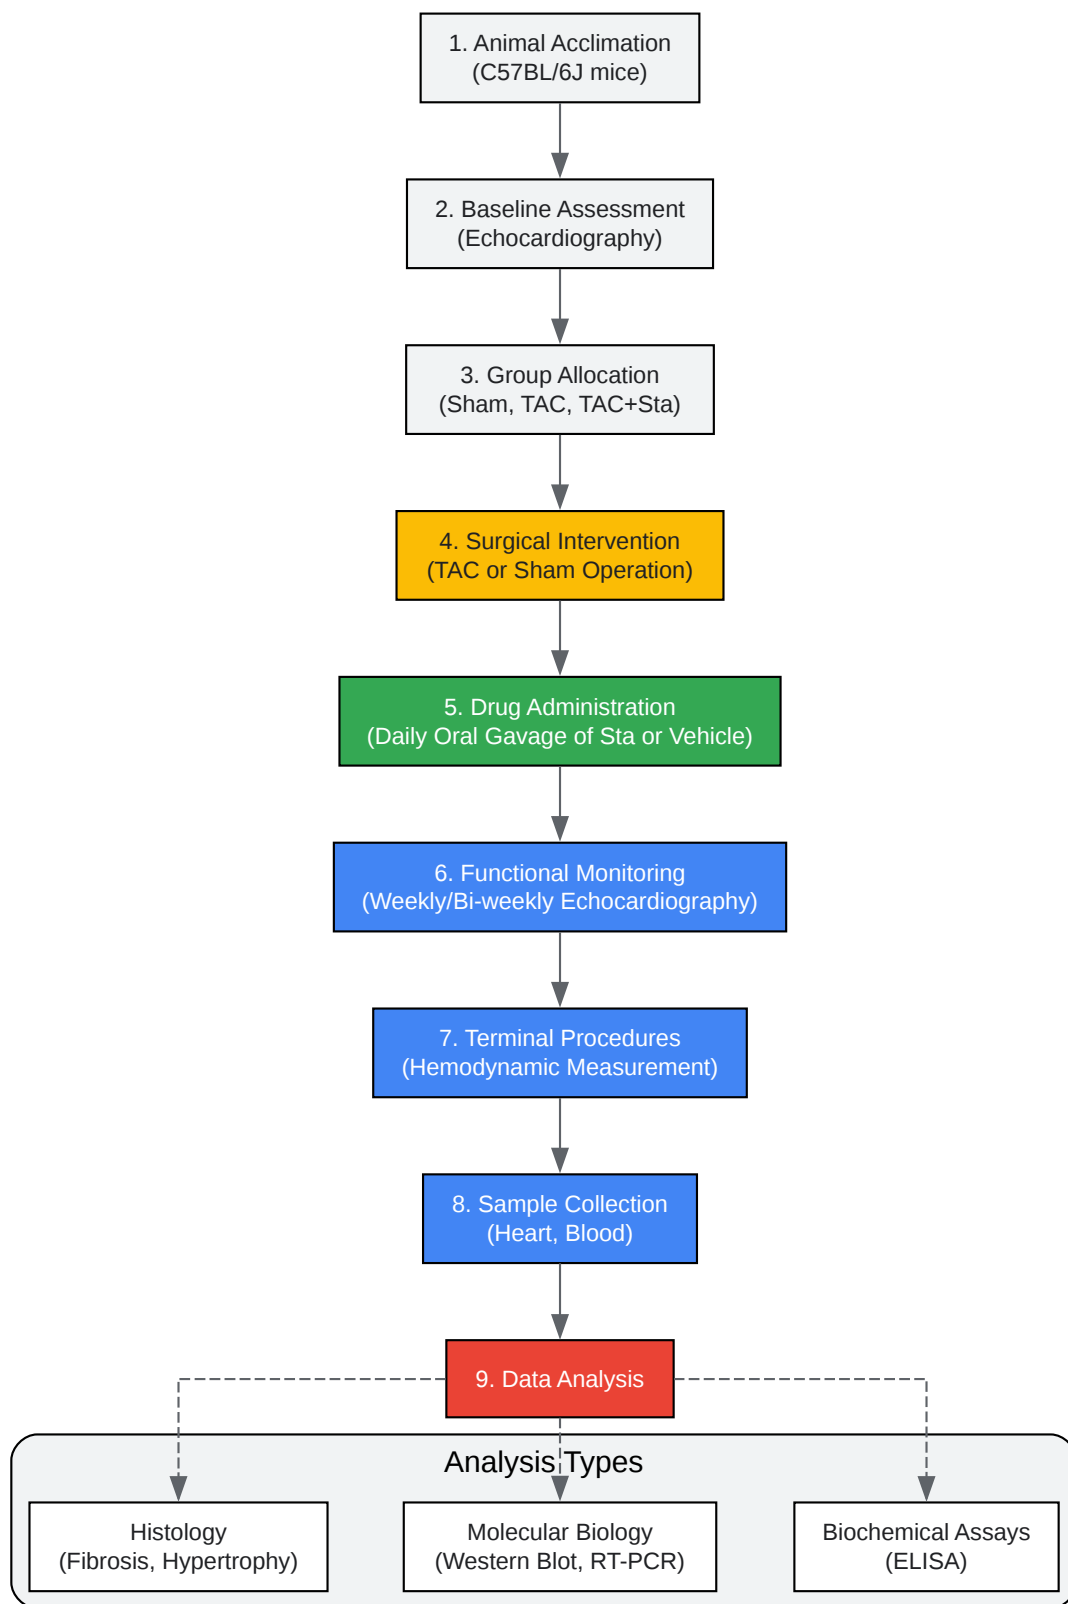 1. Animal Acclimation
(C57BL/6J mice)
2. Baseline Assessment
(Echocardiography)
3. Group Allocation
(Sham, TAC, TAC+Sta)
4. Surgical Intervention
(TAC or Sham Operation)
5. Drug Administration
(Daily Oral Gavage of Sta or Vehicle)
6. Functional Monitoring
(Weekly/Bi-weekly Echocardiography)
7. Terminal Procedures
(Hemodynamic Measurement)
8. Sample Collection
(Heart, Blood)
9. Data Analysis
Analysis Types
Histology
(Fibrosis, Hypertrophy)
Molecular Biology
(Western Blot, RT-PCR)
Biochemical Assays
(ELISA)